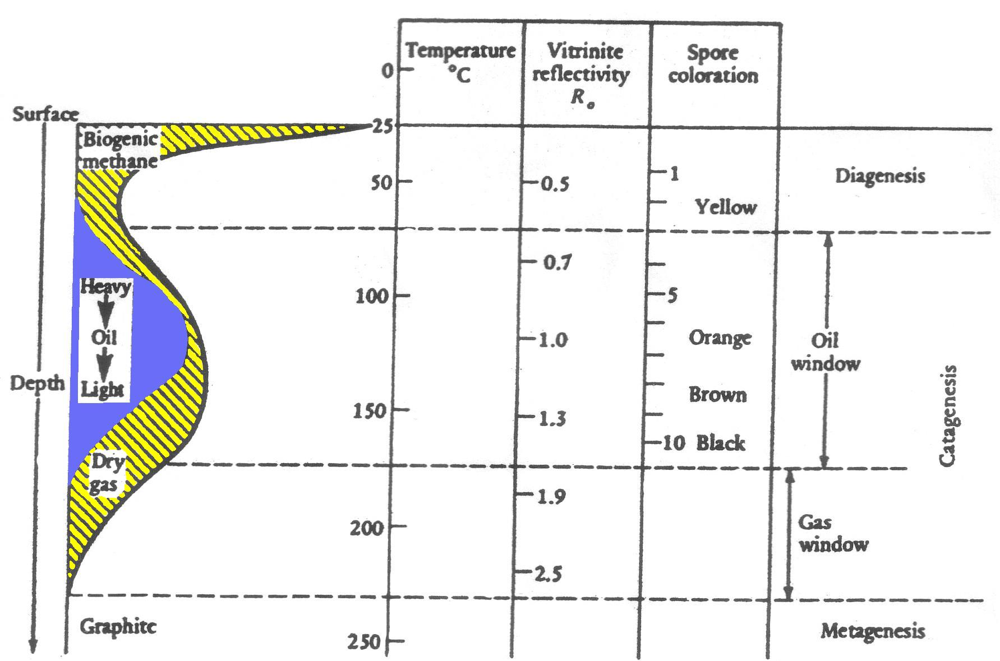 Temperature
°C
Vitrinite
reflectivity
R o
Spore
coloration
0
Surface
25
Biogenic
methane
50
0.5
1
Diagenesis
Yellow
0.7
Heavy
100
5
Oil
1.0
Orange
Oil
window
Depth
Light
150
1.3
Brown
10 Black
Catagenesis
Dry
gas
1.9
200
Gas
window
2.5
Graphite
250
Metagenesis